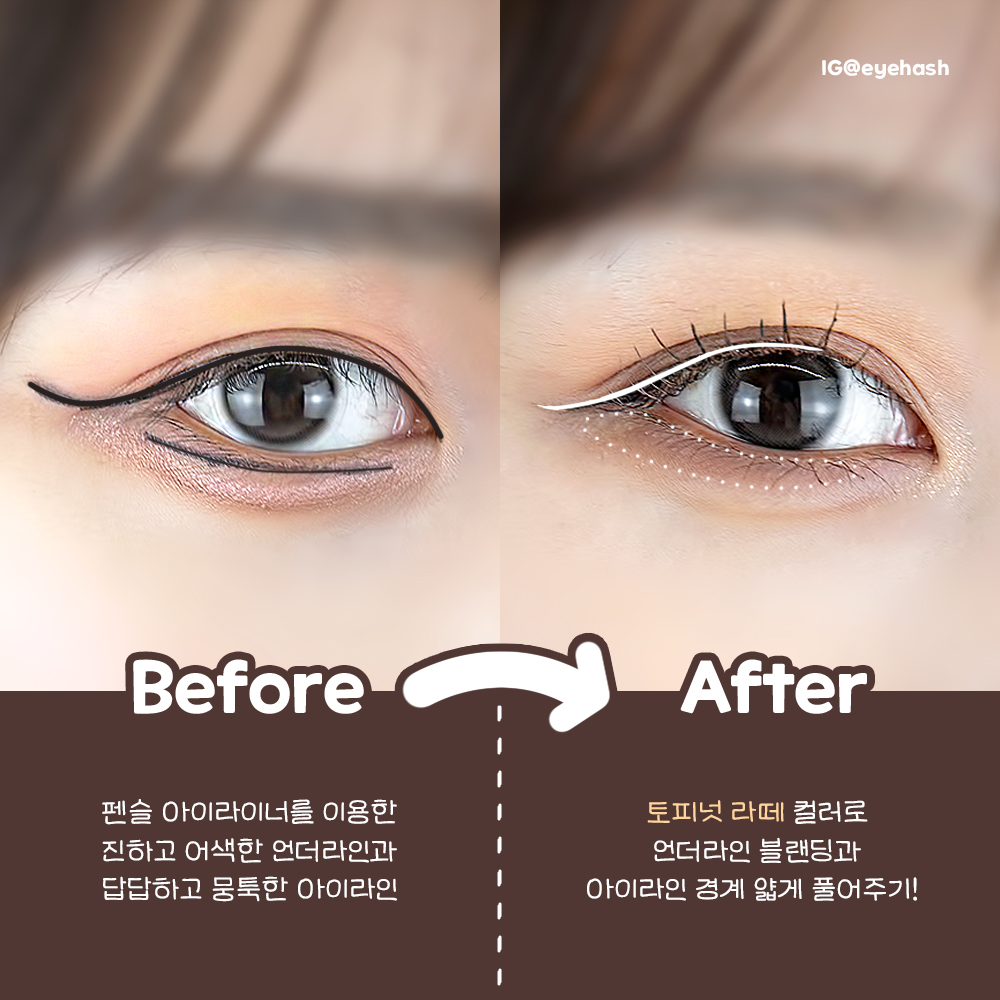 IG@eyehash
Before
After
펜슬 아이라이너를 이용한
진하고 어색한 언더라인과
답답하고 뭉툭한 아이라인
토피넛 라떼 컬러로
언더라인 블랜딩과
아이라인 경계 얇게 풀어주기!